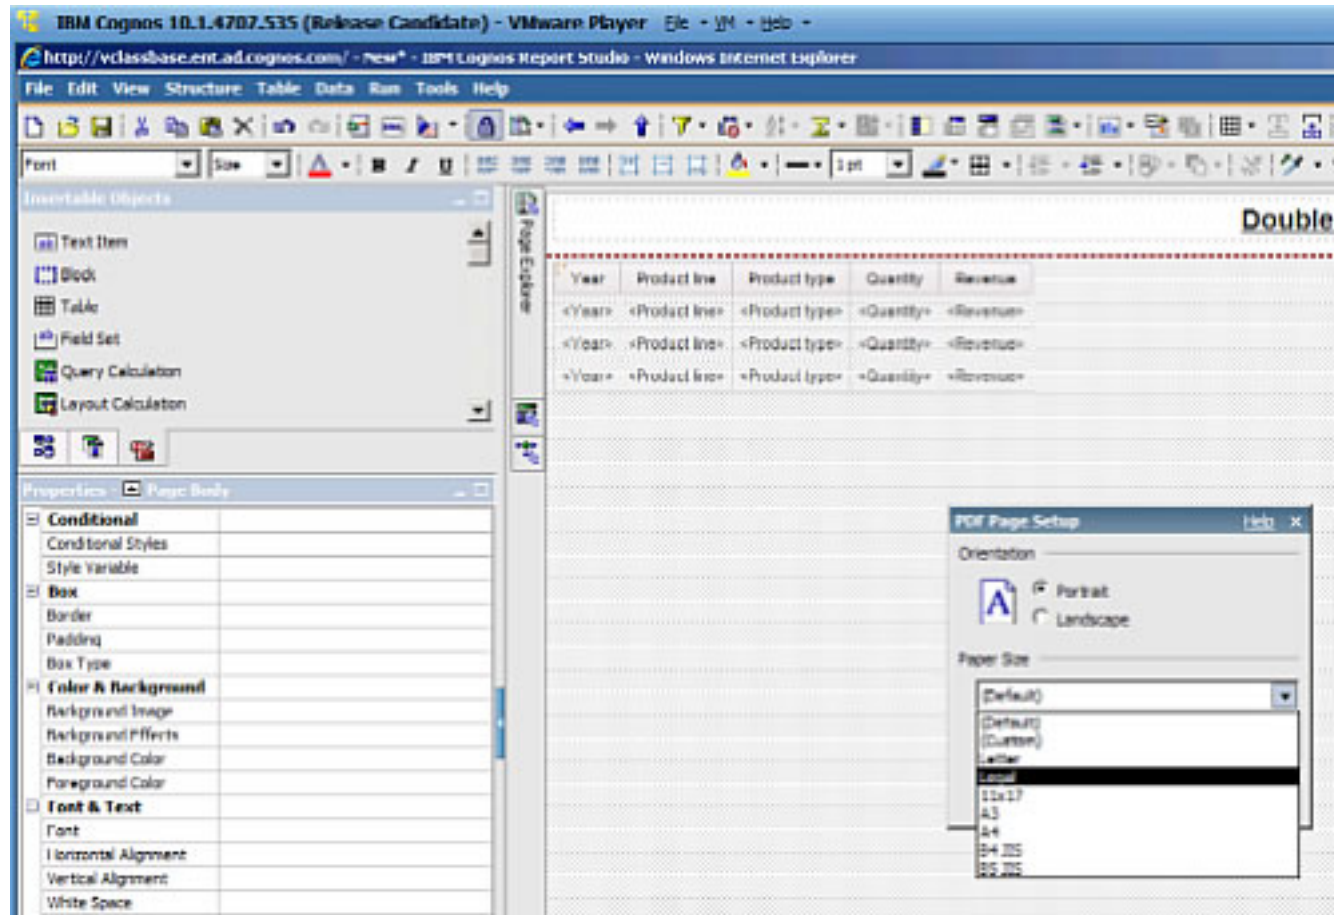 IBM Cognos 10.1.4707.535 (Release Candidate) - VMware Player File VM Help
http://vclassbase.ent.ad.cognos.com/ - New* - IBM Cognos Report Studio - Windows Internet Explorer
File Edit View Structure Table Data Run Tools Help
Font Size 1 pt
Insertable Objects
Text Item
Block
Table
Field Set
Query Calculation
Layout Calculation
Page Explorer
Double
Year Product line Product type Quantity Revenue
<Year> <Product line> <Product type> <Quantity> <Revenue>
<Year> <Product line> <Product type> <Quantity> <Revenue>
<Year> <Product line> <Product type> <Quantity> <Revenue>
Properties - Page Body
Conditional
Conditional Styles
Style Variable
Box
Border
Padding
Box Type
Color & Background
Background Image
Background Effects
Background Color
Foreground Color
Font & Text
Font
Horizontal Alignment
Vertical Alignment
White Space
PDF Page Setup Help
Orientation
A
Portrait
Landscape
Paper Size
(Default)
(Default)
(Custom)
Letter
Legal
11x17
A3
A4
B4 JIS
B5 JIS